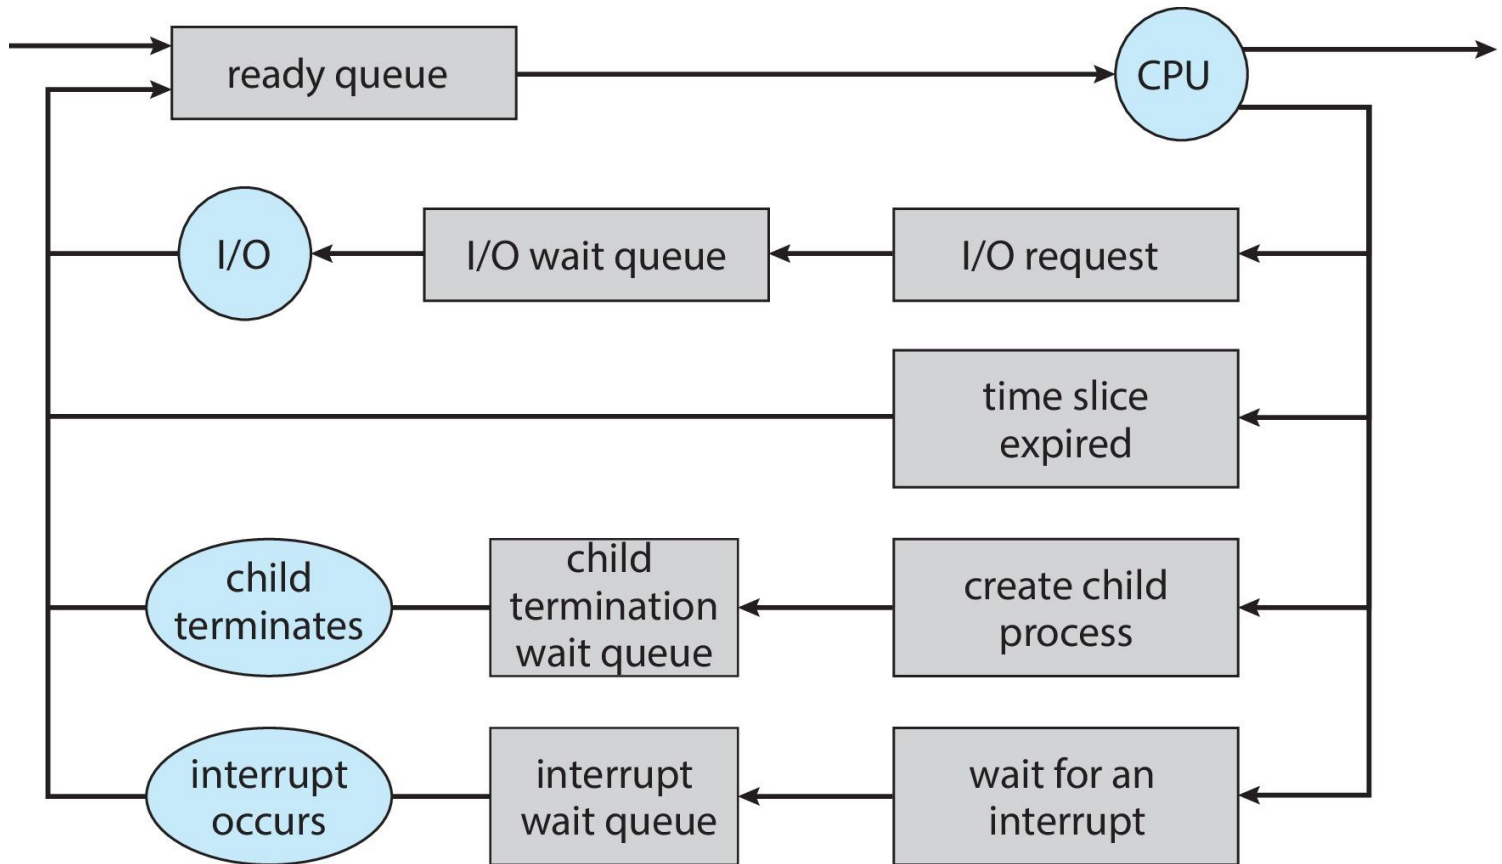 ready queue
CPU
I/O
I/O wait queue
I/O request
time slice
expired
child
terminates
child
termination
wait queue
create child
process
interrupt
occurs
interrupt
wait queue
wait for an
interrupt